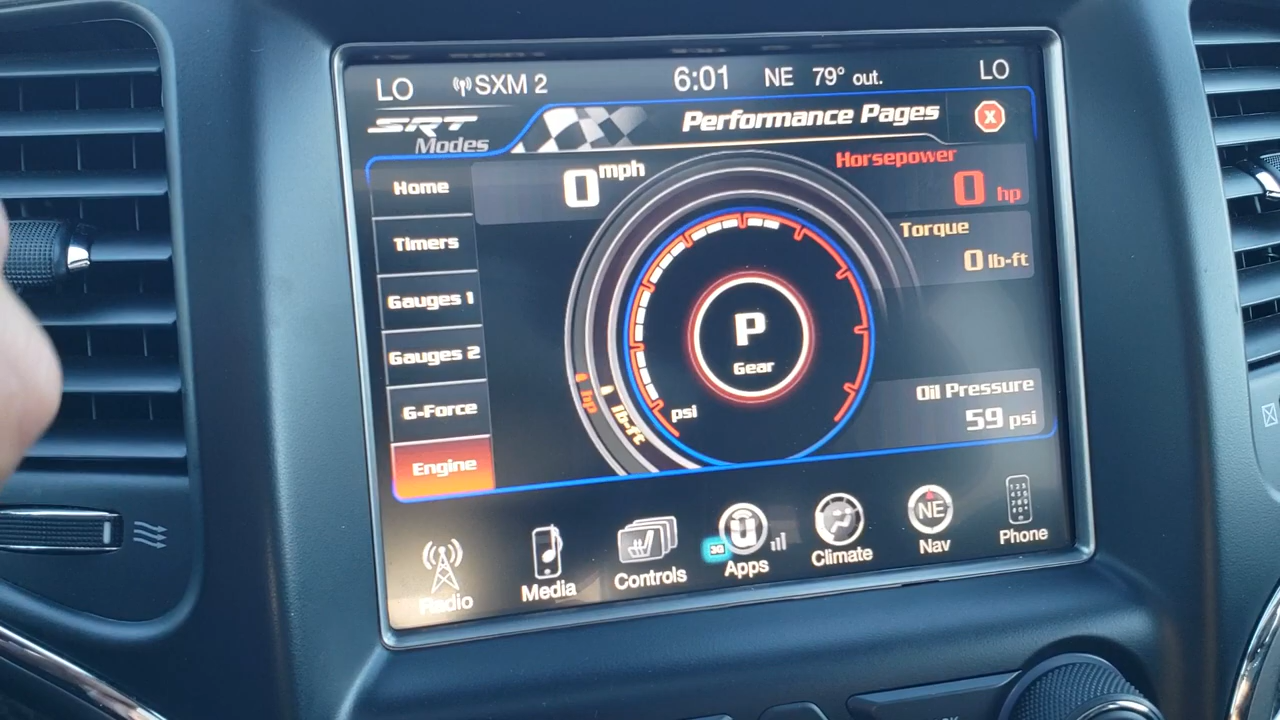 LO SXM 2 6:01 NE 79° out. LO
SRT Performance Pages X
Modes
Home 0 mph Horsepower
0 hp
Timers Torque
0 lb-ft
Gauges 1
P
Gauges 2 Gear
hp lb-ft psi Oil Pressure
G-Force 59 psi
Engine
3G NE
Radio Media Controls Apps Climate Nav Phone